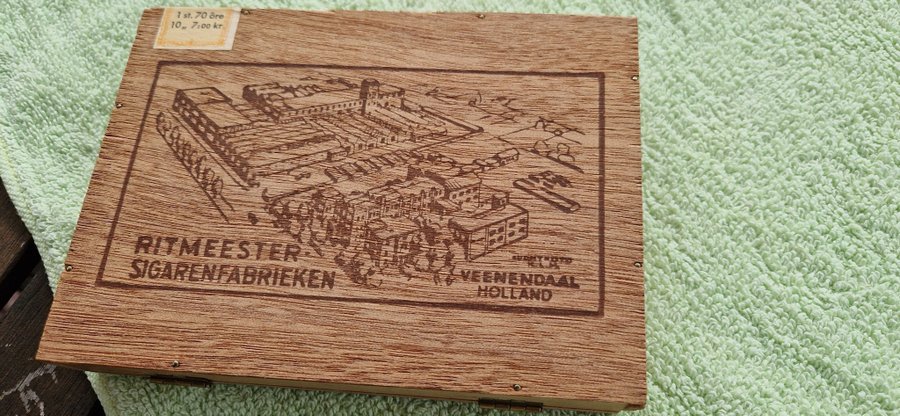 1 st. 70 öre
10 „ 7:00 kr.
RITMEESTER
SIGARENFABRIEKEN
VEENENDAAL
HOLLAND